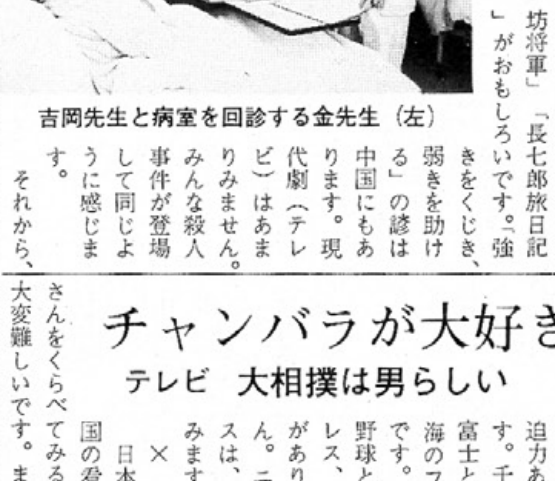 坊将軍」「長七郎旅日記
」がおもしろいです。「強
きをくじき、
弱きを助け
る」の諺は
中国にもあ
ります。現
代劇(テレ
ビ)はあま
りみません。
みんな殺人
事件が登場
して同じよ
うに感じま
す。
それから、
吉岡先生と病室を回診する金先生(左)
チャンバラが大好き
テレビ 大相撲は男らしい
迫力あ
す。千
富士と
海のフ
です。
野球と
レス、
があり
ん。ニ
スは、
みます
×
日本
国の君
さんをくらべてみる
大変難しいです。ま